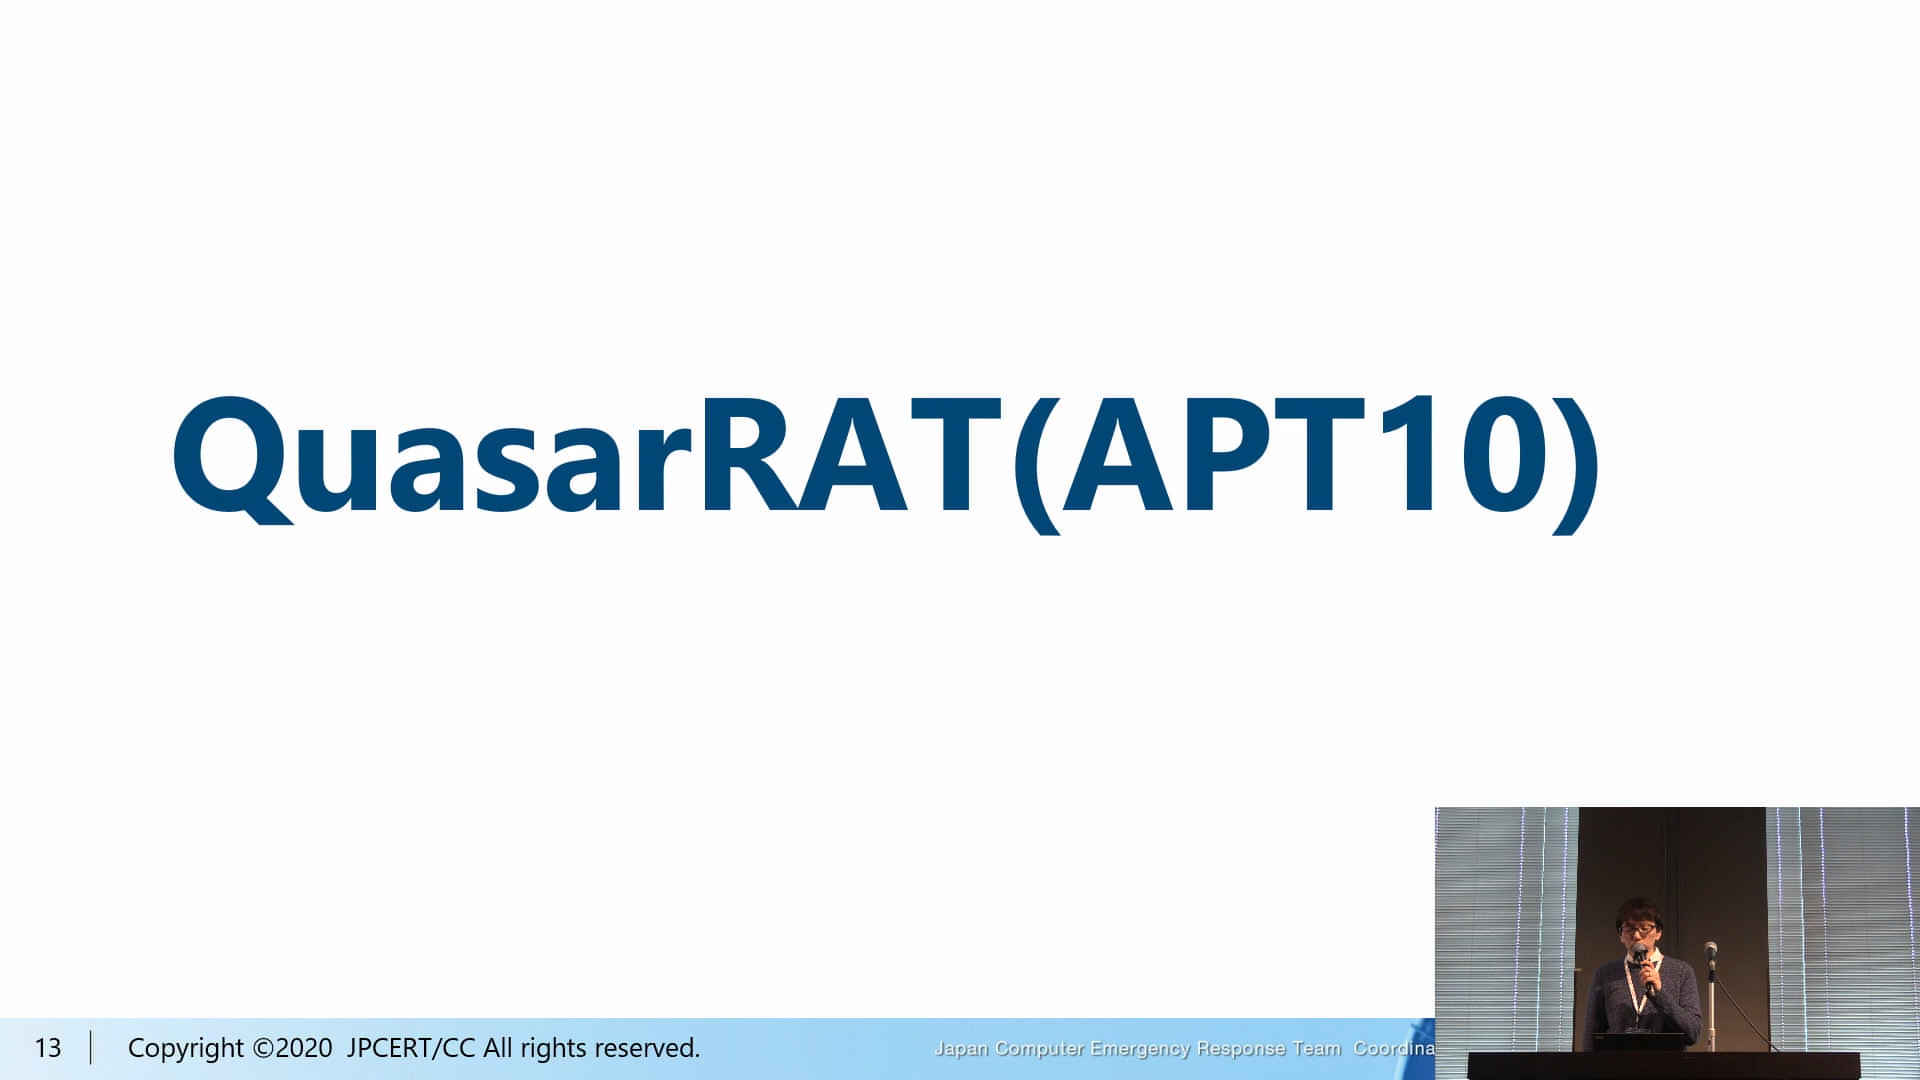 QuasarRAT(APT10)
13
Copyright ©2020 JPCERT/CC All rights reserved.
Japan Computer Emergency Response Team Coordina